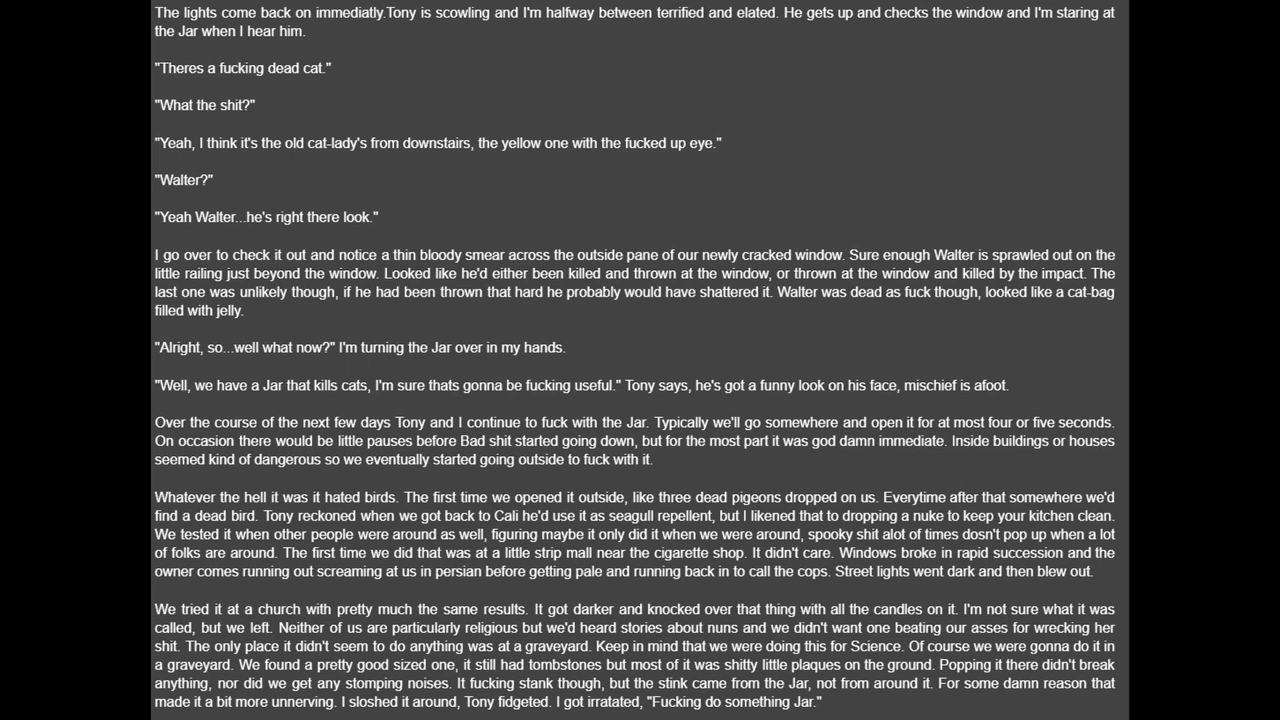 The lights come back on immediatly.Tony is scowling and I'm halfway between terrified and elated. He gets up and checks the window and I'm staring at
the Jar when I hear him.
"Theres a fucking dead cat."
"What the shit?"
"Yeah, I think it's the old cat-lady's from downstairs, the yellow one with the fucked up eye."
"Walter?"
"Yeah Walter...he's right there look."
I go over to check it out and notice a thin bloody smear across the outside pane of our newly cracked window. Sure enough Walter is sprawled out on the
little railing just beyond the window. Looked like he'd either been killed and thrown at the window, or thrown at the window and killed by the impact. The
last one was unlikely though, if he had been thrown that hard he probably would have shattered it. Walter was dead as fuck though, looked like a cat-bag
filled with jelly.
"Alright, so...well what now?" I'm turning the Jar over in my hands.
"Well, we have a Jar that kills cats, I'm sure thats gonna be fucking useful." Tony says, he's got a funny look on his face, mischief is afoot.
Over the course of the next few days Tony and I continue to fuck with the Jar. Typically we'll go somewhere and open it for at most four or five seconds.
On occasion there would be little pauses before Bad shit started going down, but for the most part it was god damn immediate. Inside buildings or houses
seemed kind of dangerous so we eventually started going outside to fuck with it.
Whatever the hell it was it hated birds. The first time we opened it outside, like three dead pigeons dropped on us. Everytime after that somewhere we'd
find a dead bird. Tony reckoned when we got back to Cali he'd use it as seagull repellent, but I likened that to dropping a nuke to keep your kitchen clean.
We tested it when other people were around as well, figuring maybe it only did it when we were around, spooky shit alot of times dosn't pop up when a lot
of folks are around. The first time we did that was at a little strip mall near the cigarette shop. It didn't care. Windows broke in rapid succession and the
owner comes running out screaming at us in persian before getting pale and running back in to call the cops. Street lights went dark and then blew out.
We tried it at a church with pretty much the same results. It got darker and knocked over that thing with all the candles on it. I'm not sure what it was
called, but we left. Neither of us are particularly religious but we'd heard stories about nuns and we didn't want one beating our asses for wrecking her
shit. The only place it didn't seem to do anything was at a graveyard. Keep in mind that we were doing this for Science. Of course we were gonna do it in
a graveyard. We found a pretty good sized one, it still had tombstones but most of it was shitty little plaques on the ground. Popping it there didn't break
anything, nor did we get any stomping noises. It fucking stank though, but the stink came from the Jar, not from around it. For some damn reason that
made it a bit more unnerving. I sloshed it around, Tony fidgeted. I got irratated, "Fucking do something Jar."